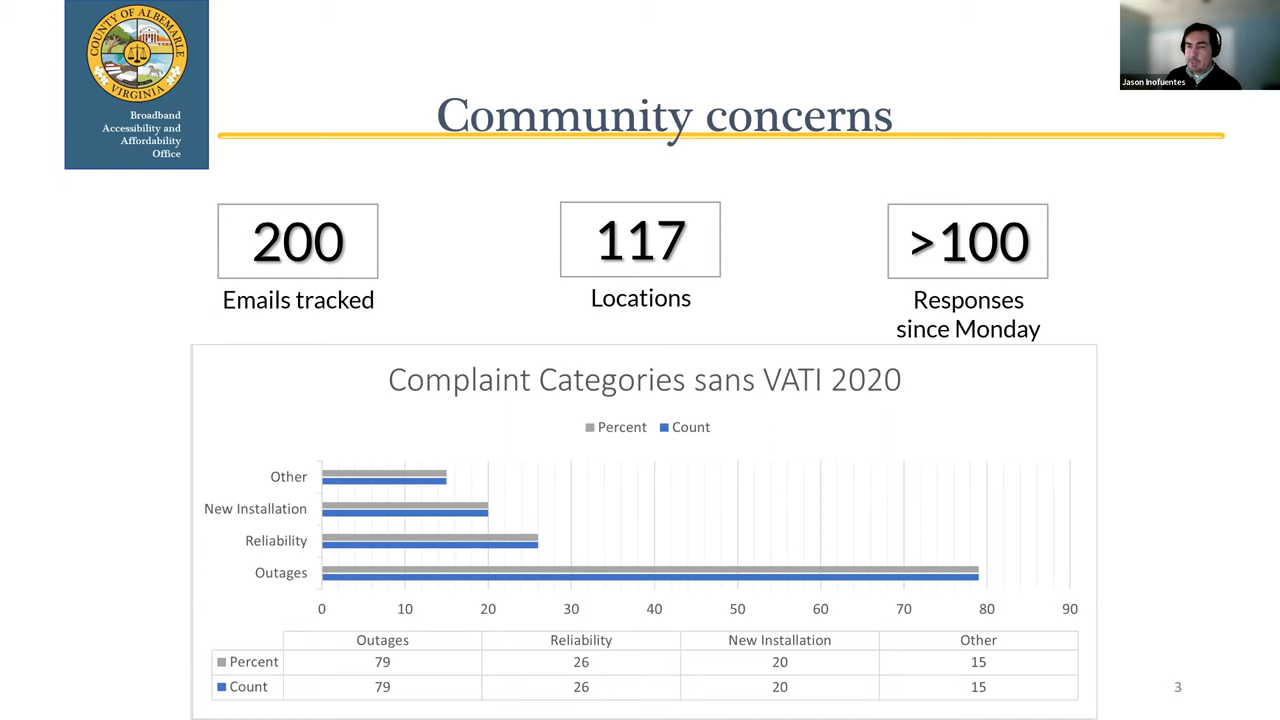 COUNTY OF ALBEMARLE
VIRGINIA
Broadband
Accessibility and
Affordability
Office
Jason Inofuentes
Community concerns
200
117
>100
Emails tracked
Locations
Responses
since Monday
Complaint Categories sans VATI 2020
Percent Count
Other
New Installation
Reliability
Outages
0 10 20 30 40 50 60 70 80 90
Outages Reliability New Installation Other
Percent 79 26 20 15
Count 79 26 20 15
3